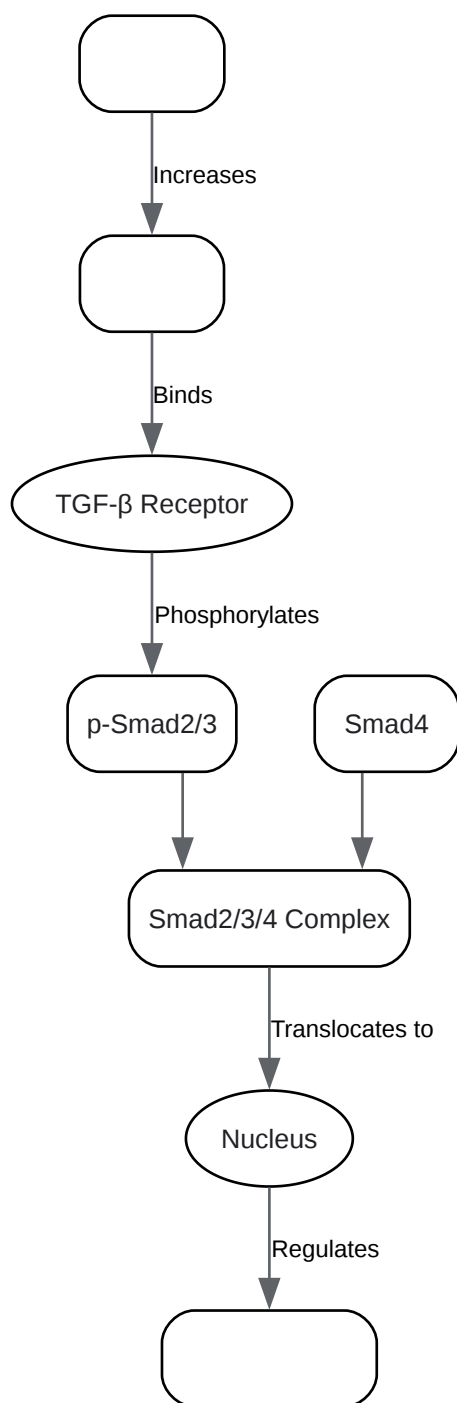 Increases
Binds
TGF-β Receptor
Phosphorylates
p-Smad2/3
Smad4
Smad2/3/4 Complex
Translocates to
Nucleus
Regulates